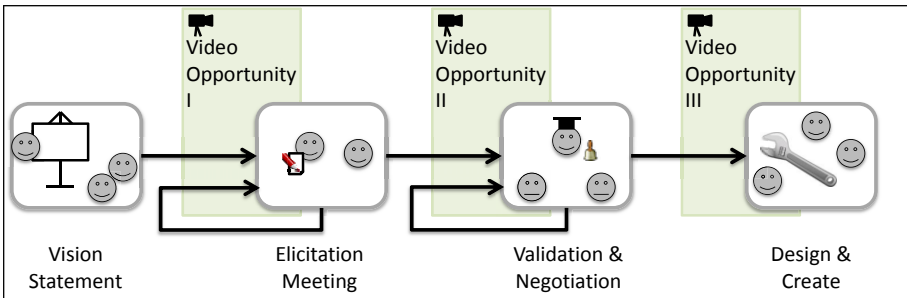 Video
Opportunity
I
Video
Opportunity
II
Video
Opportunity
III
Vision
Statement
Elicitation
Meeting
Validation &
Negotiation
Design &
Create